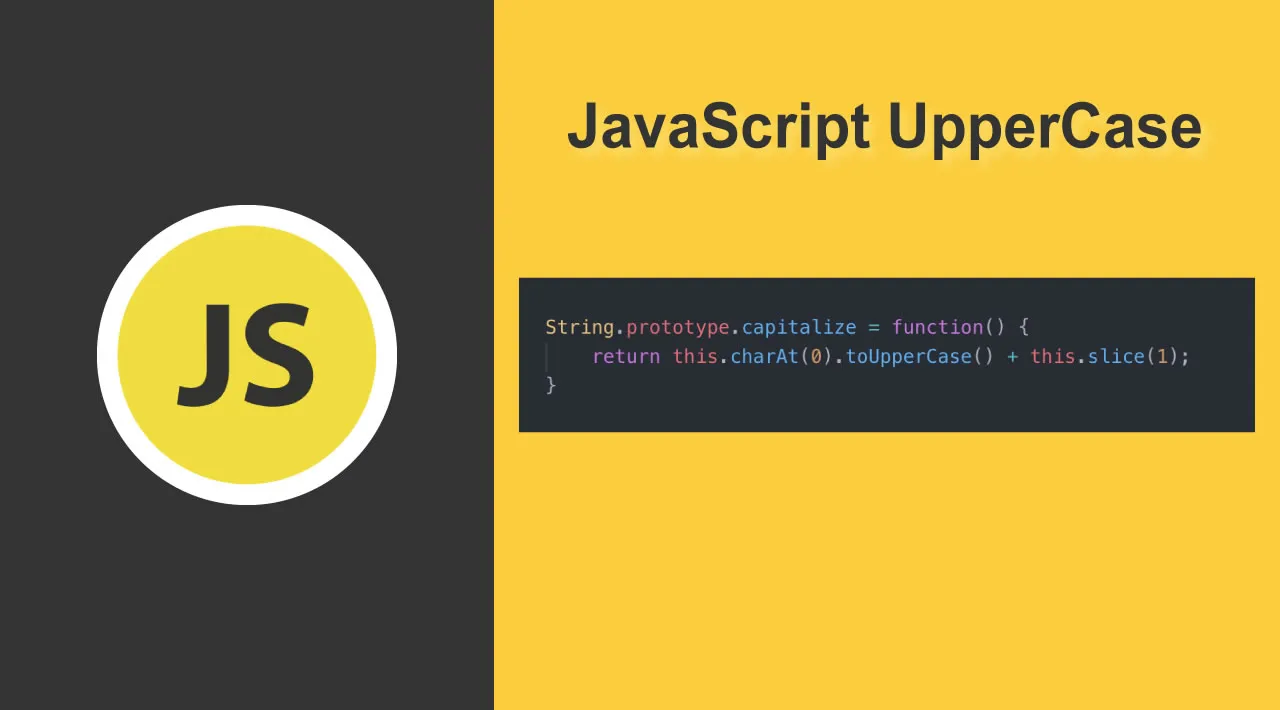 JS
JavaScript UpperCase
String.prototype.capitalize = function() {
    return this.charAt(0).toUpperCase() + this.slice(1);
}